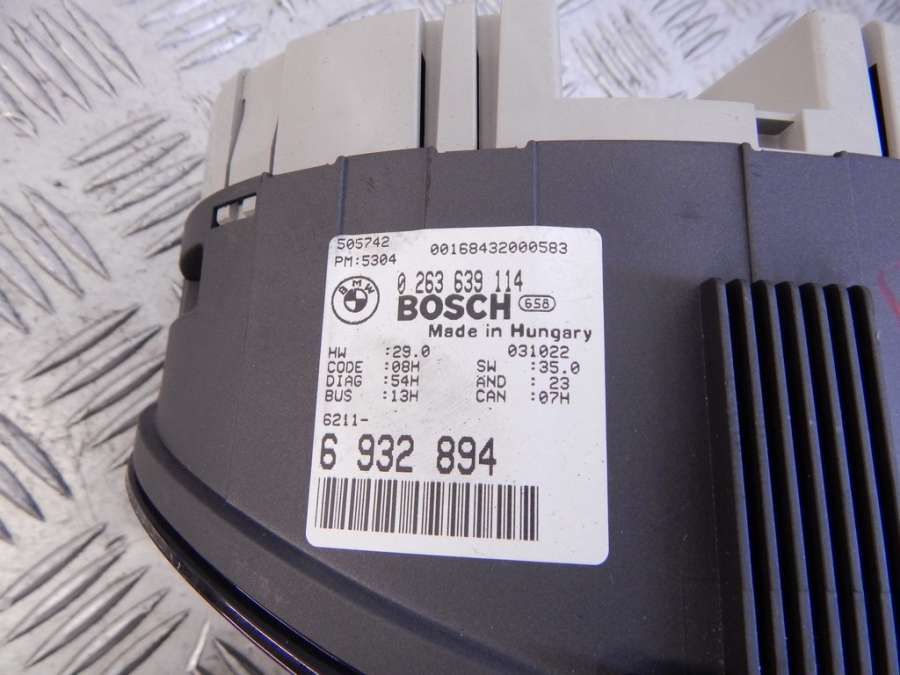 505742 00168432000583
PM:5304
BMW
0 263 639 114
BOSCH 658
Made in Hungary
HW :29.0 031022
CODE :08H SW :35.0
DIAG :54H ÄND : 23
BUS :13H CAN :07H
6211-
6 932 894